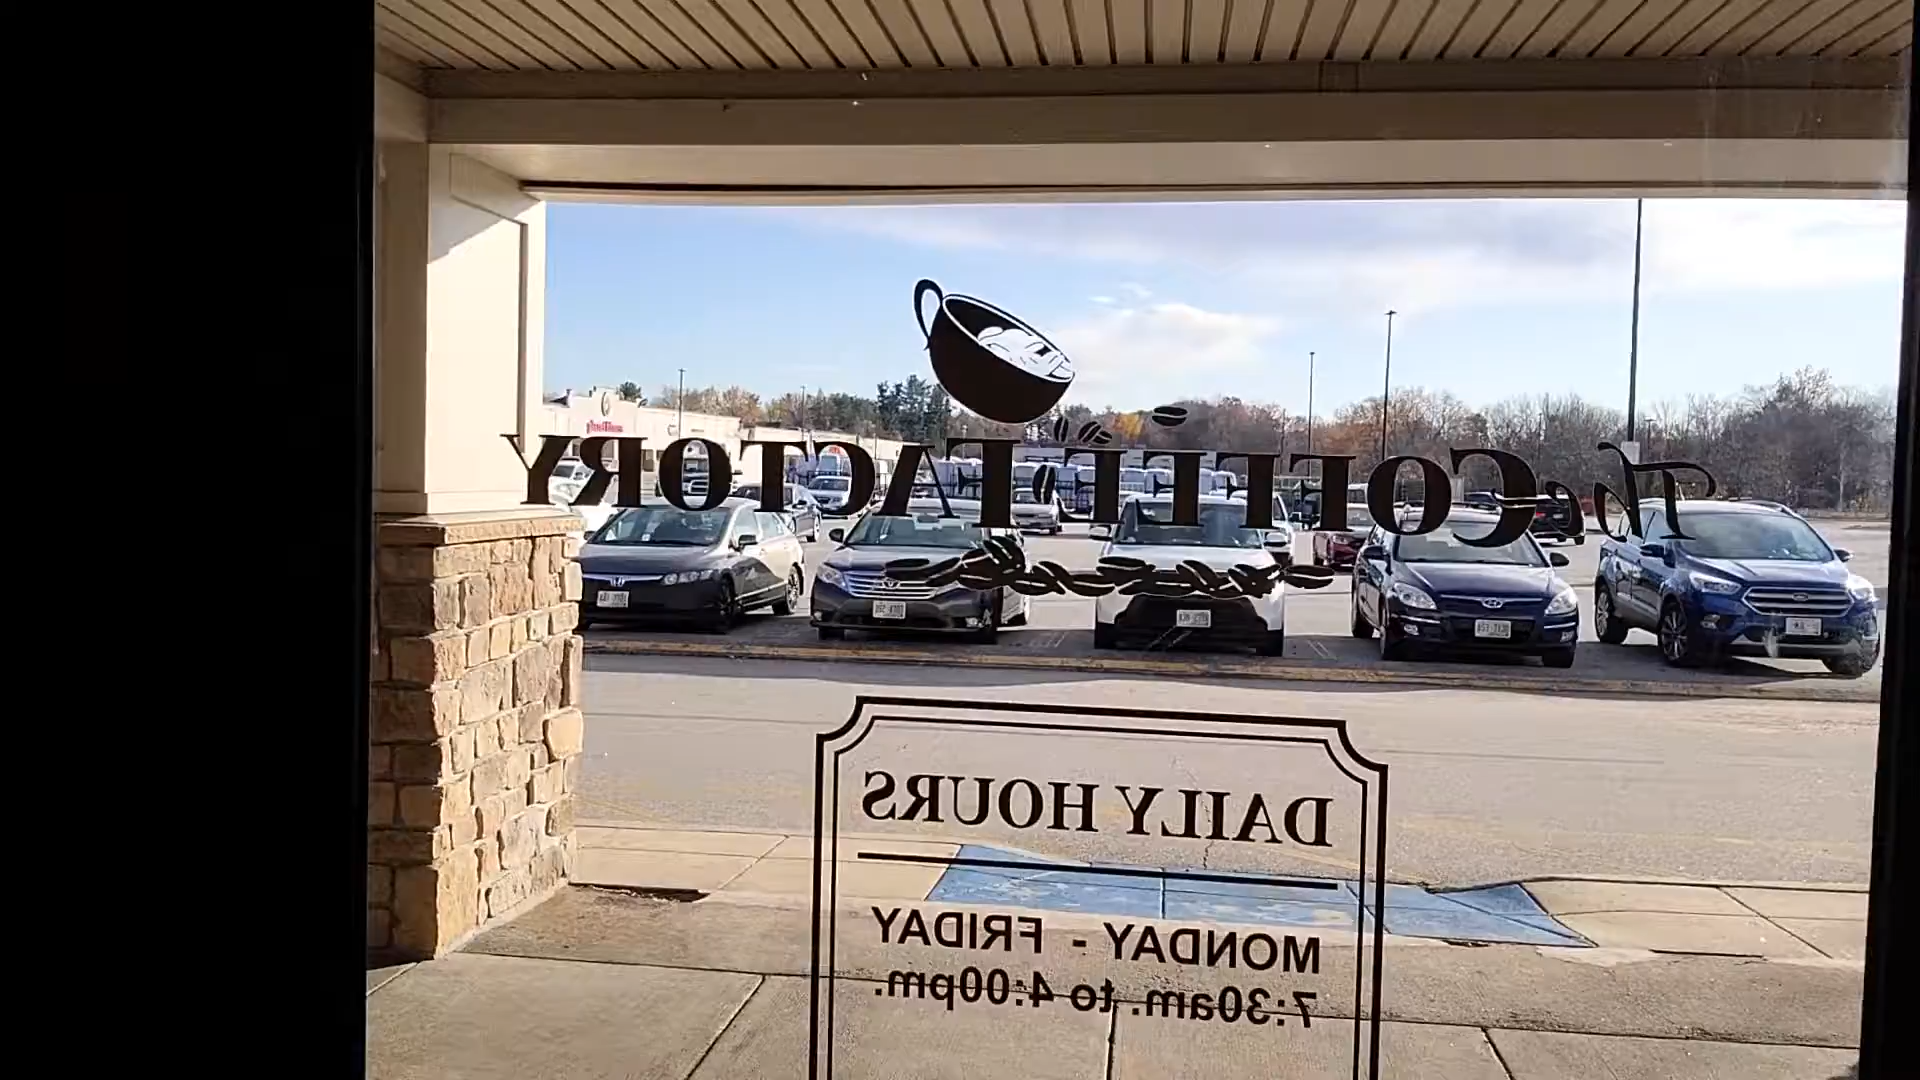 The COFFEE FACTORY
DAILY HOURS
MONDAY - FRIDAY
7:30am. to 4:00pm.